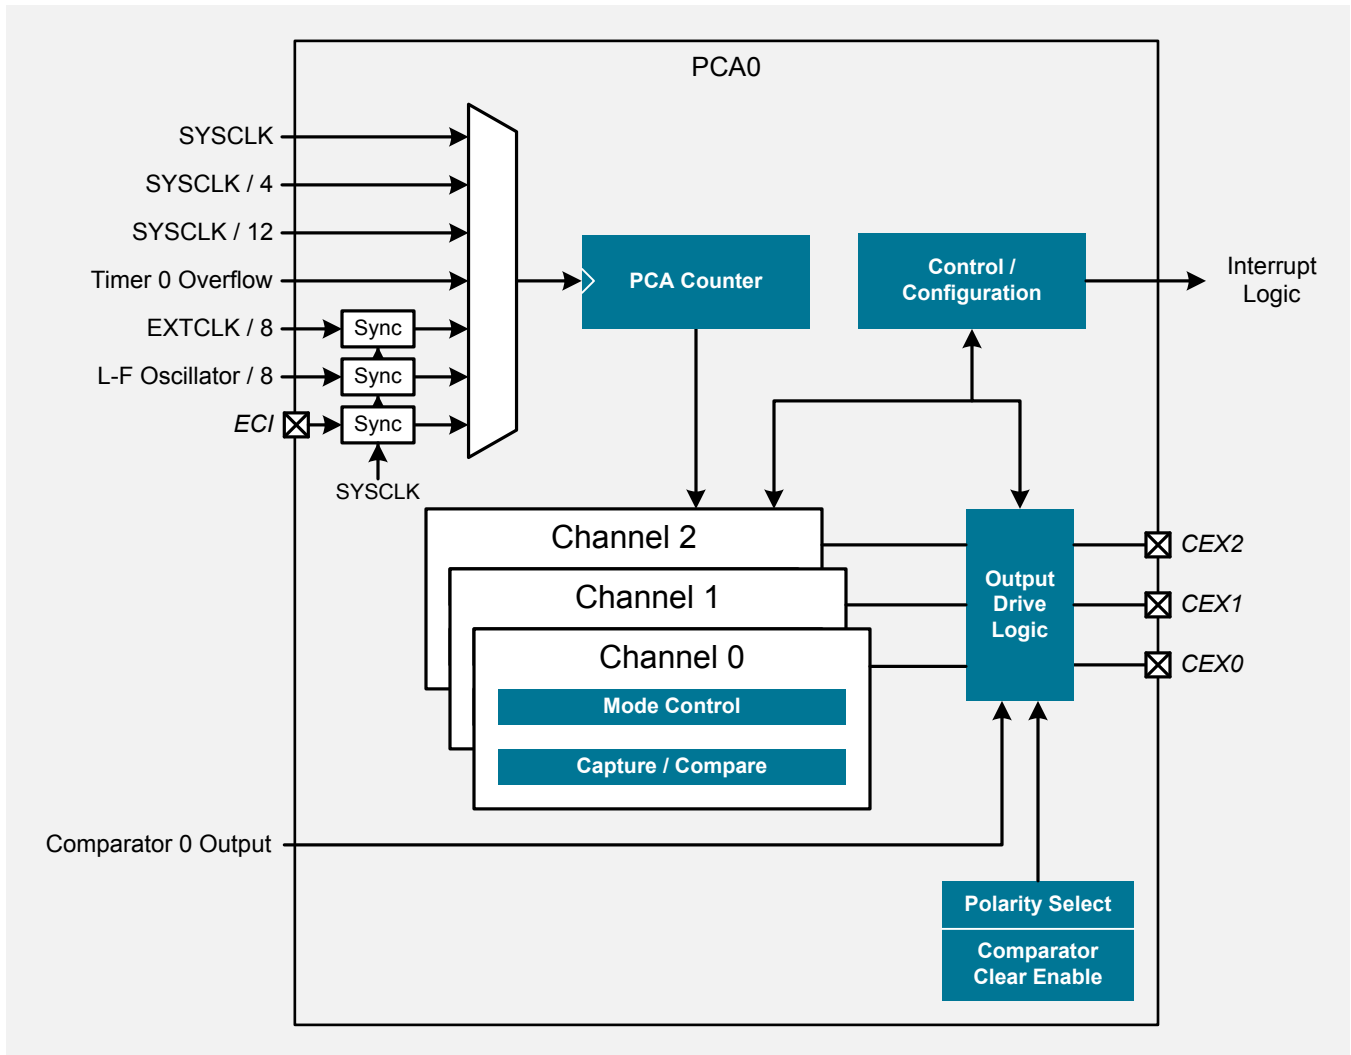 PCA0
SYSCLK
SYSCLK / 4
SYSCLK / 12
Timer 0 Overflow
EXTCLK / 8
Sync
L-F Oscillator / 8
Sync
ECI
Sync
SYSCLK
PCA Counter
Control /
Configuration
Interrupt
Logic
Channel 2
Channel 1
Channel 0
Mode Control
Capture / Compare
Output
Drive
Logic
CEX2
CEX1
CEX0
Comparator 0 Output
Polarity Select
Comparator
Clear Enable